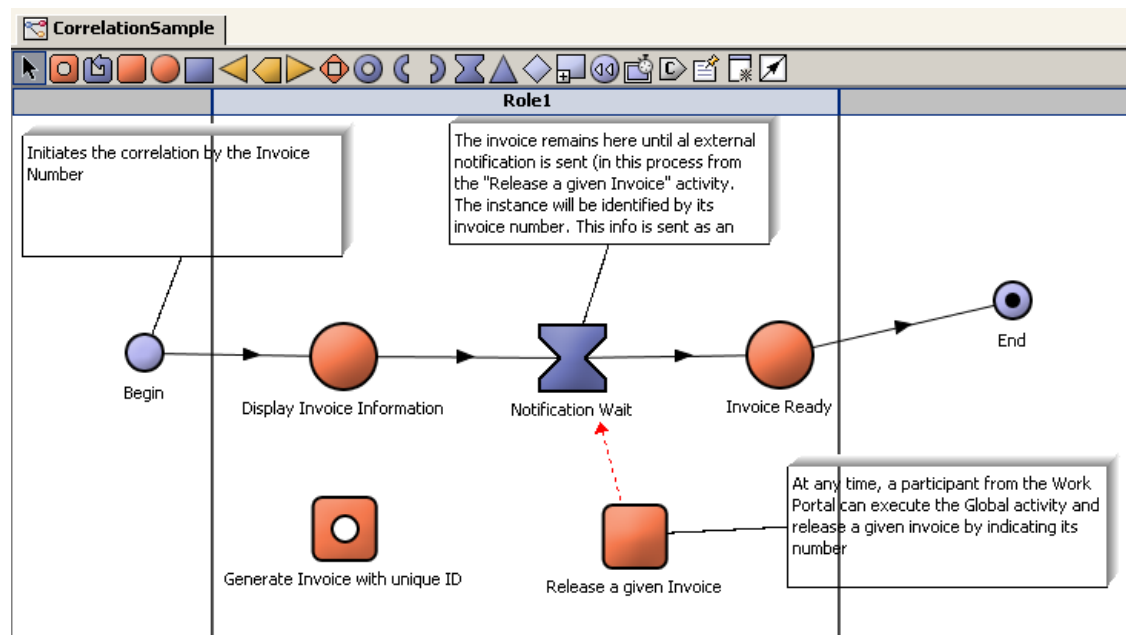 CorrelationSample
C
Role1
Initiates the correlation by the Invoice
Number
The invoice remains here until al external
notification is sent (in this process from
the "Release a given Invoice" activity.
The instance will be identified by its
invoice number. This info is sent as an
Begin
Display Invoice Information
Notification Wait
Invoice Ready
End
Generate Invoice with unique ID
Release a given Invoice
At any time, a participant from the Work
Portal can execute the Global activity and
release a given invoice by indicating its
number